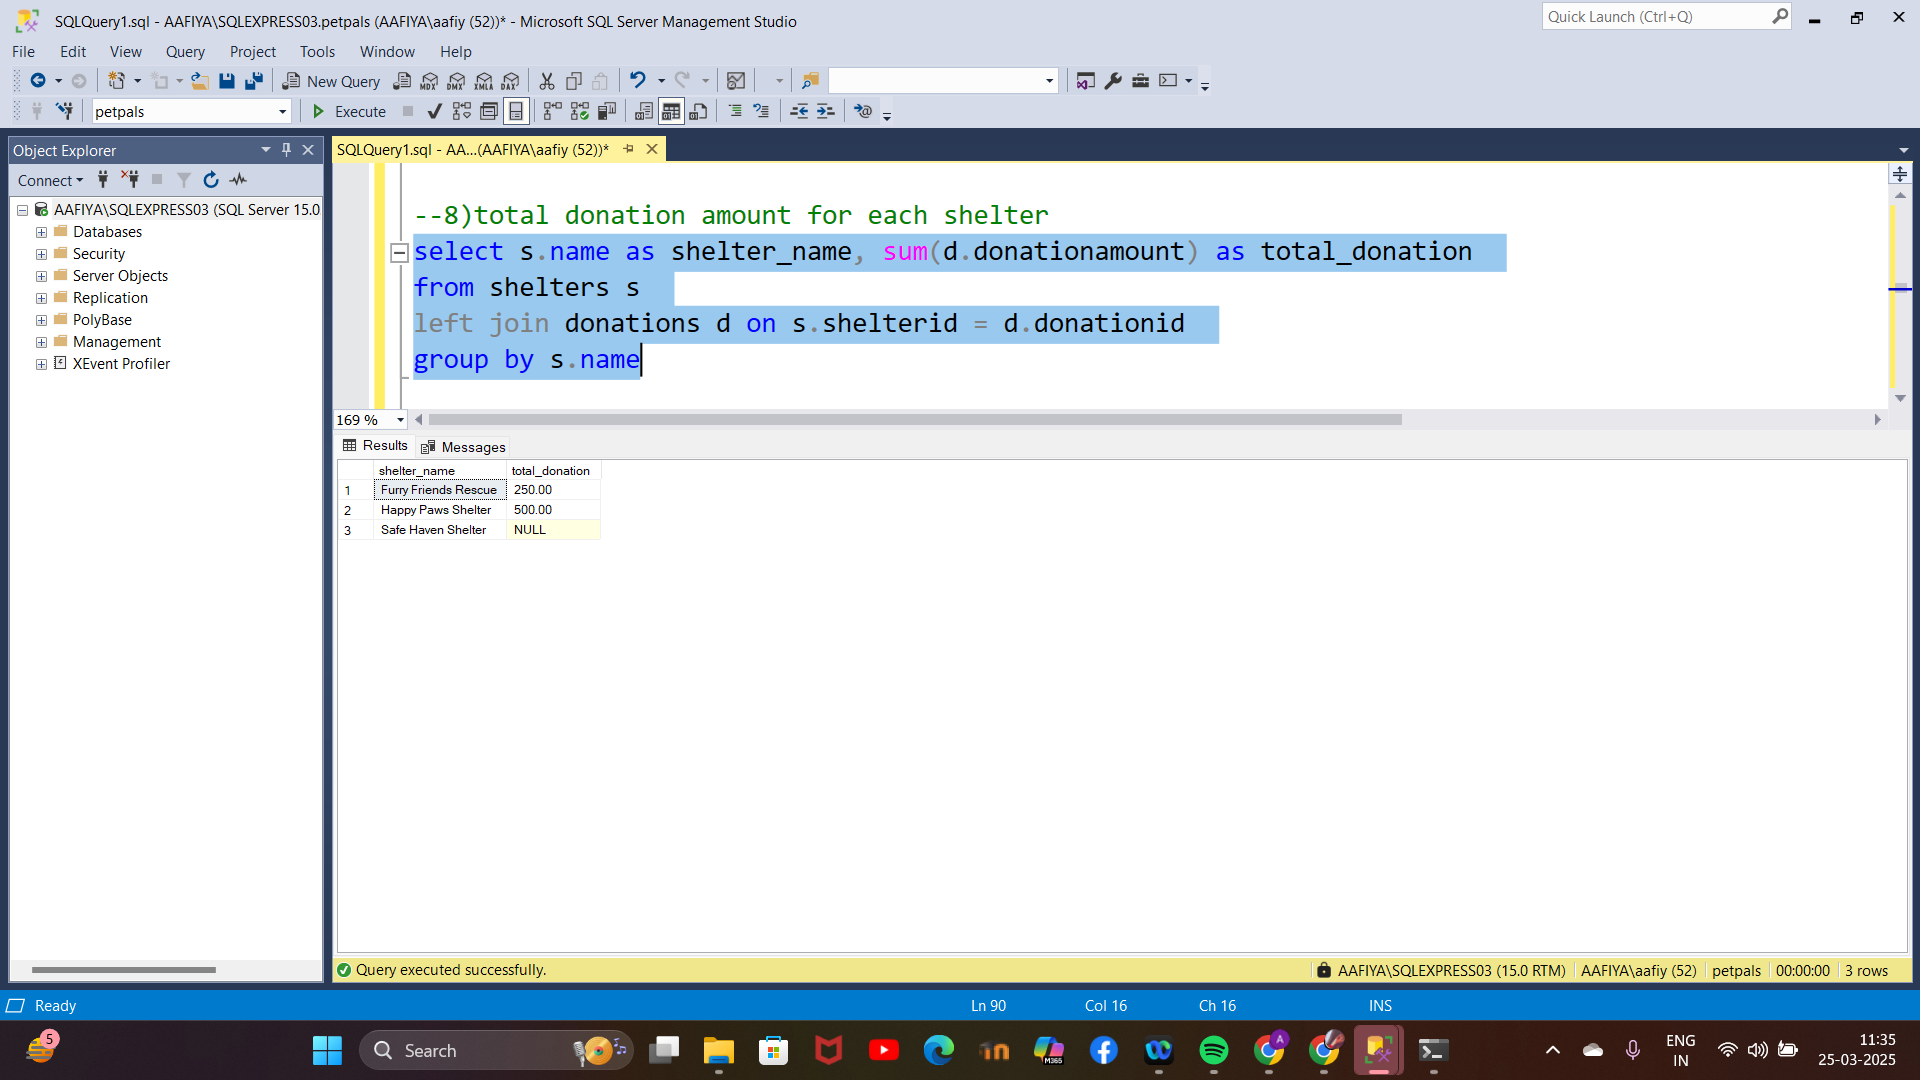 SQLQuery1.sql - AAFIYA\SQLEXPRESS03.petpals (AAFIYA\aafiy (52))* - Microsoft SQL Server Management Studio
Quick Launch (Ctrl+Q)
File Edit View Query Project Tools Window Help
New Query
MDX DMX XMLA DAX
petpals
Execute
Object Explorer
SQLQuery1.sql - AA...(AAFIYA\aafiy (52))*
Connect
AAFIYA\SQLEXPRESS03 (SQL Server 15.0
Databases
Security
Server Objects
Replication
PolyBase
Management
XEvent Profiler
--8)total donation amount for each shelter
select s.name as shelter_name, sum(d.donationamount) as total_donation
from shelters s
left join donations d on s.shelterid = d.donationid
group by s.name
169 %
Results Messages
shelter_name total_donation
1 Furry Friends Rescue 250.00
2 Happy Paws Shelter 500.00
3 Safe Haven Shelter NULL
Query executed successfully.
AAFIYA\SQLEXPRESS03 (15.0 RTM) AAFIYA\aafiy (52) petpals 00:00:00 3 rows
Ready
Ln 90 Col 16 Ch 16 INS
5
Search
M365
A
ENG
IN
11:35
25-03-2025